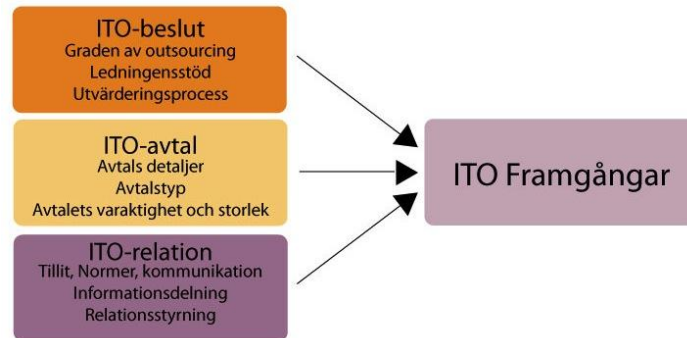 ITO-beslut
Graden av outsourcing
Ledningensstöd
Utvärderingsprocess
ITO-avtal
Avtals detaljer
Avtalstyp
Avtalets varaktighet och storlek
ITO-relation
Tillit, Normer, kommunikation
Informationsdelning
Relationsstyrning
ITO Framgångar